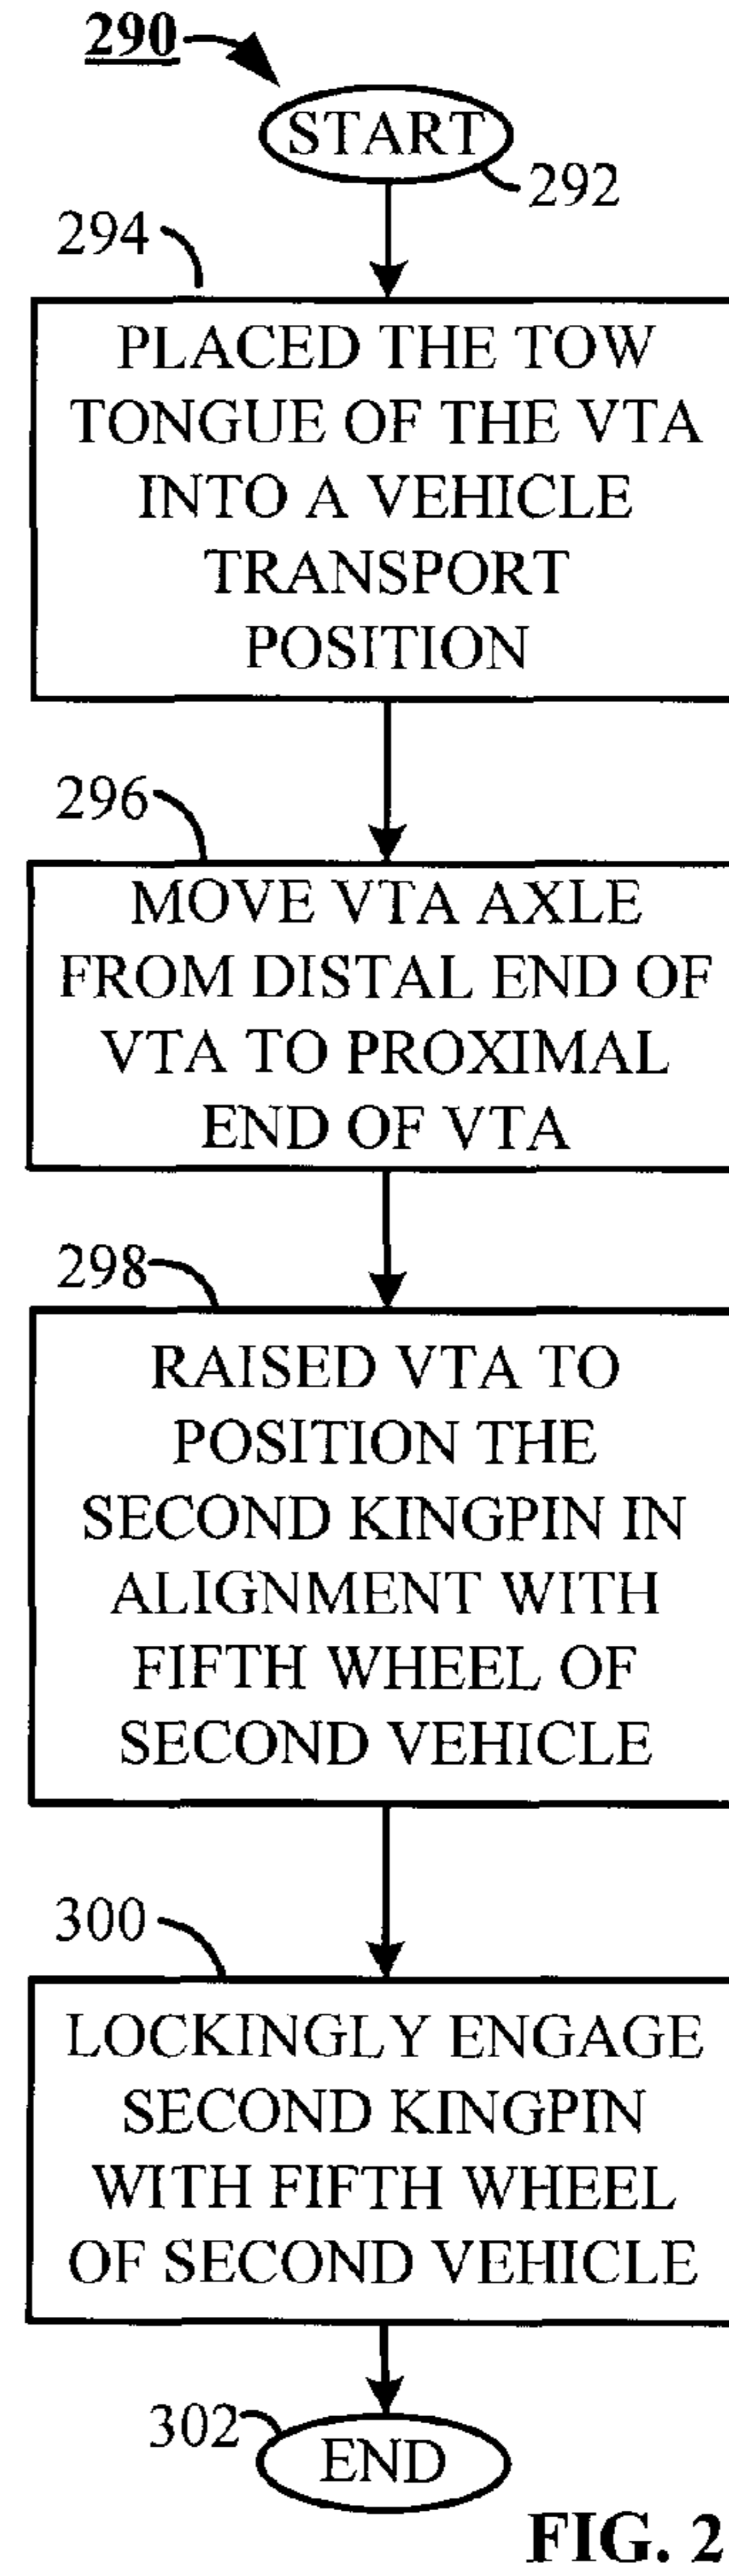 290
START
292
294
PLACED THE TOW
TONGUE OF THE VTA
INTO A VEHICLE
TRANSPORT
POSITION
296
MOVE VTA AXLE
FROM DISTAL END OF
VTA TO PROXIMAL
END OF VTA
298
RAISED VTA TO
POSITION THE
SECOND KINGPIN IN
ALIGNMENT WITH
FIFTH WHEEL OF
SECOND VEHICLE
300
LOCKINGLY ENGAGE
SECOND KINGPIN
WITH FIFTH WHEEL
OF SECOND VEHICLE
302
END
FIG. 2